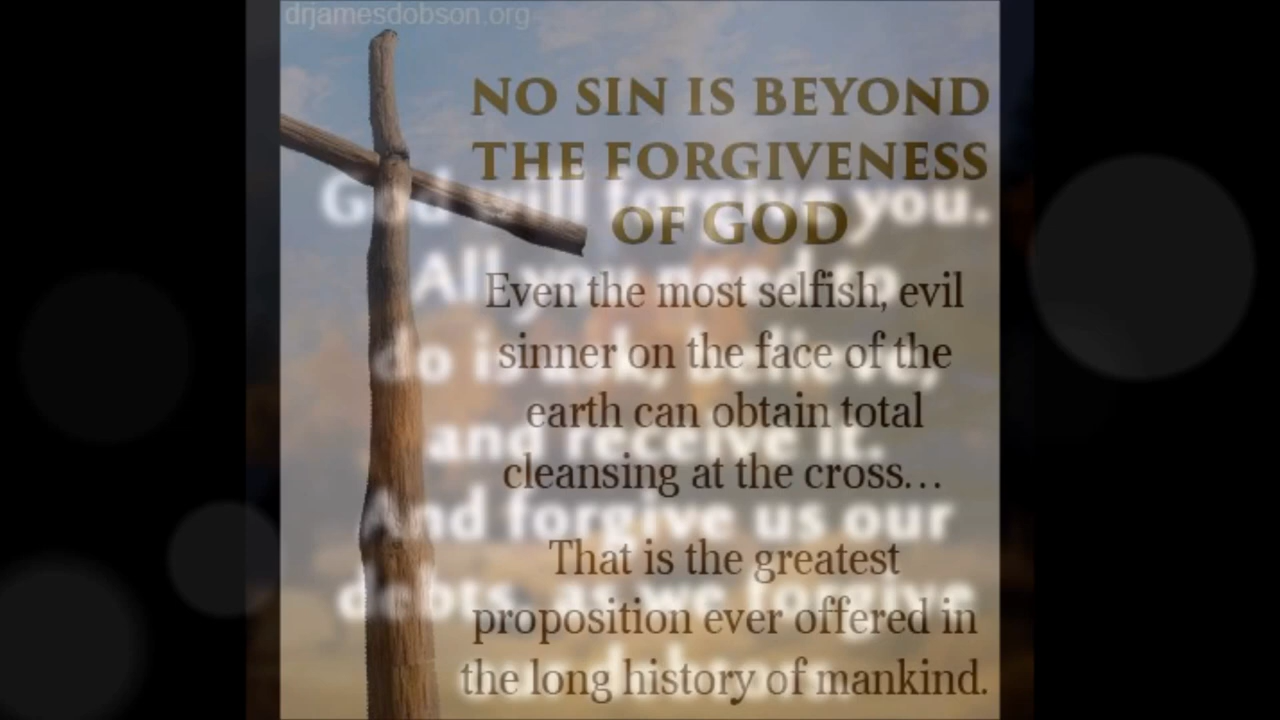 drjamesdobson.org
NO SIN IS BEYOND
THE FORGIVENESS
OF GOD
Even the most selfish, evil
sinner on the face of the
earth can obtain total
cleansing at the cross…
That is the greatest
proposition ever offered in
the long history of mankind.
God will forgive you.
All you need to
do is ask, believe,
and receive it.
And forgive us our
debts, as we forgive